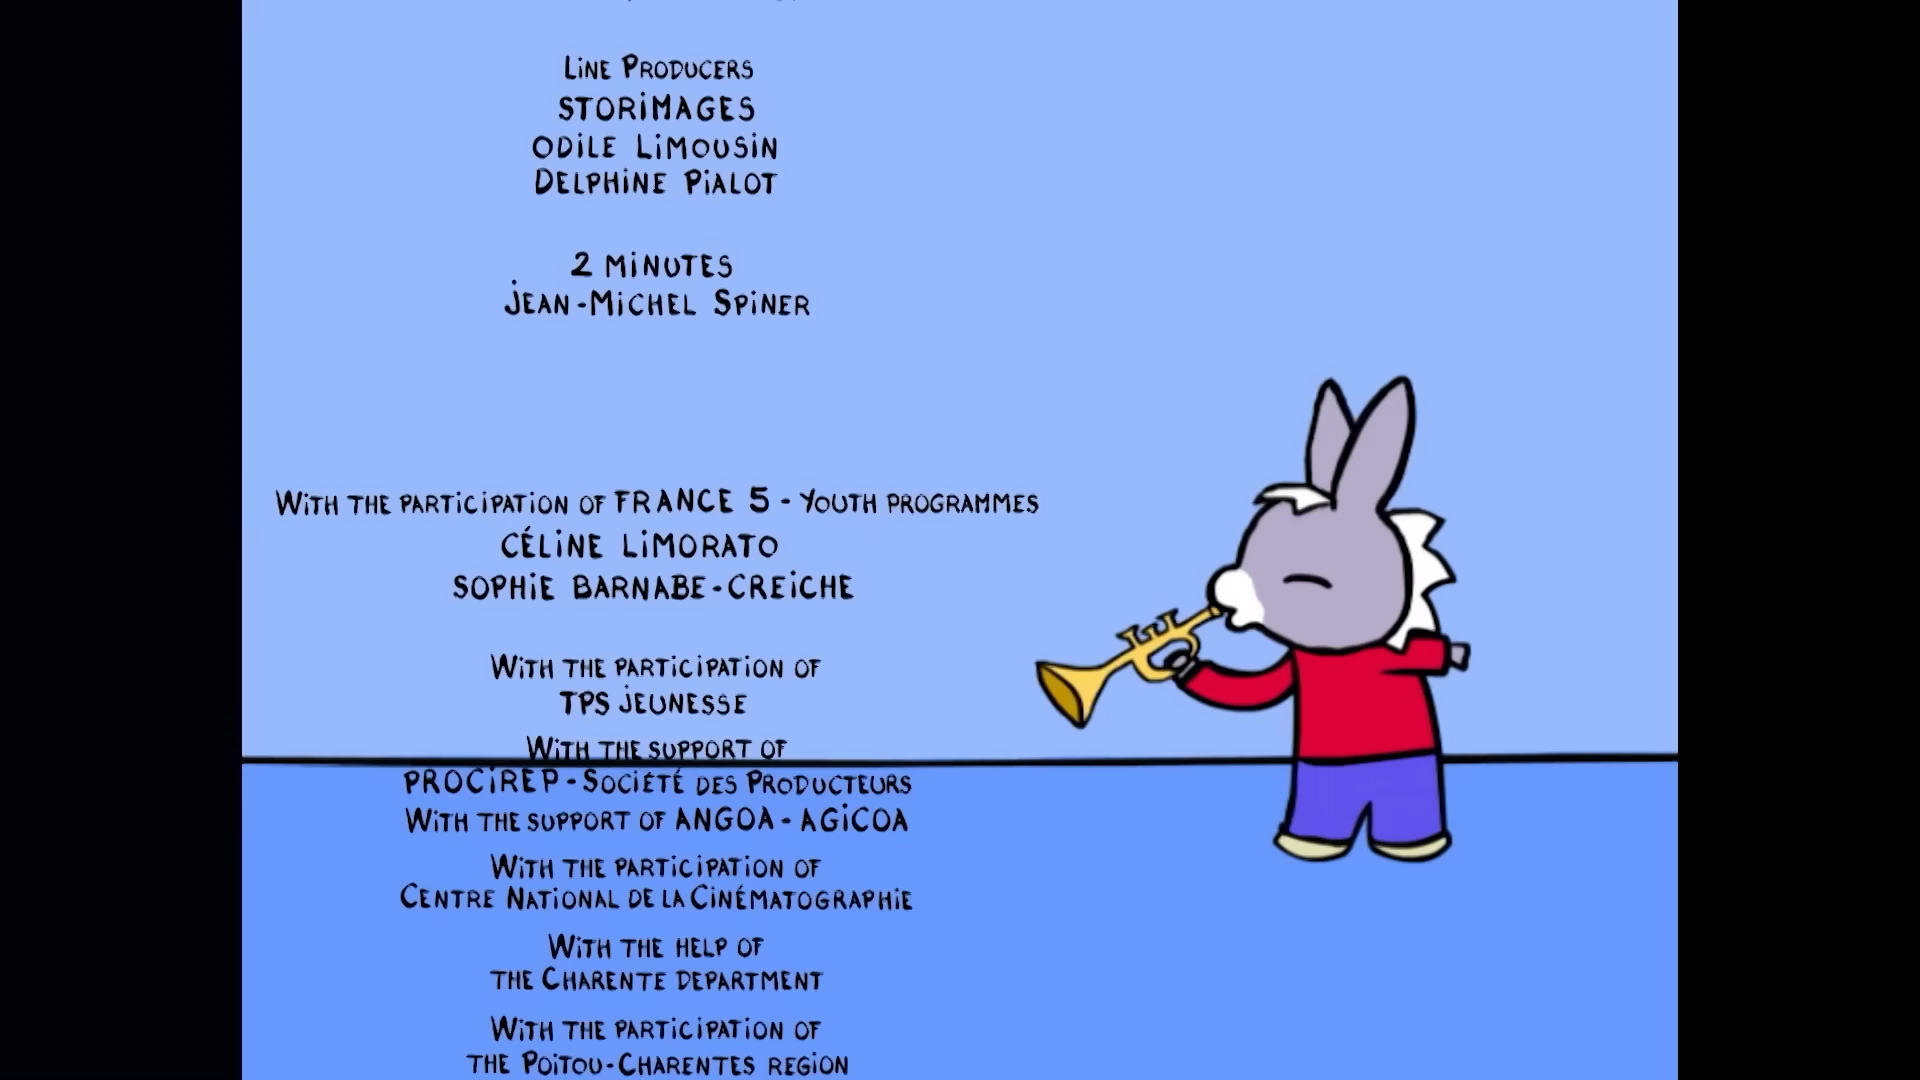 Line Producers
STORIMAGES
ODILE LIMOUSIN
DELPHINE PIALOT
2 MINUTES
JEAN-MICHEL SPINER
With the participation of FRANCE 5 - Youth programmes
CÉLINE LIMORATO
SOPHIE BARNABE-CREICHE
With the participation of
TPS JEUNESSE
With the support of
PROCIREP - Société des Producteurs
With the support of ANGOA - AGICOA
With the participation of
Centre National de la Cinématographie
With the help of
the Charente department
With the participation of
the Poitou-Charentes region